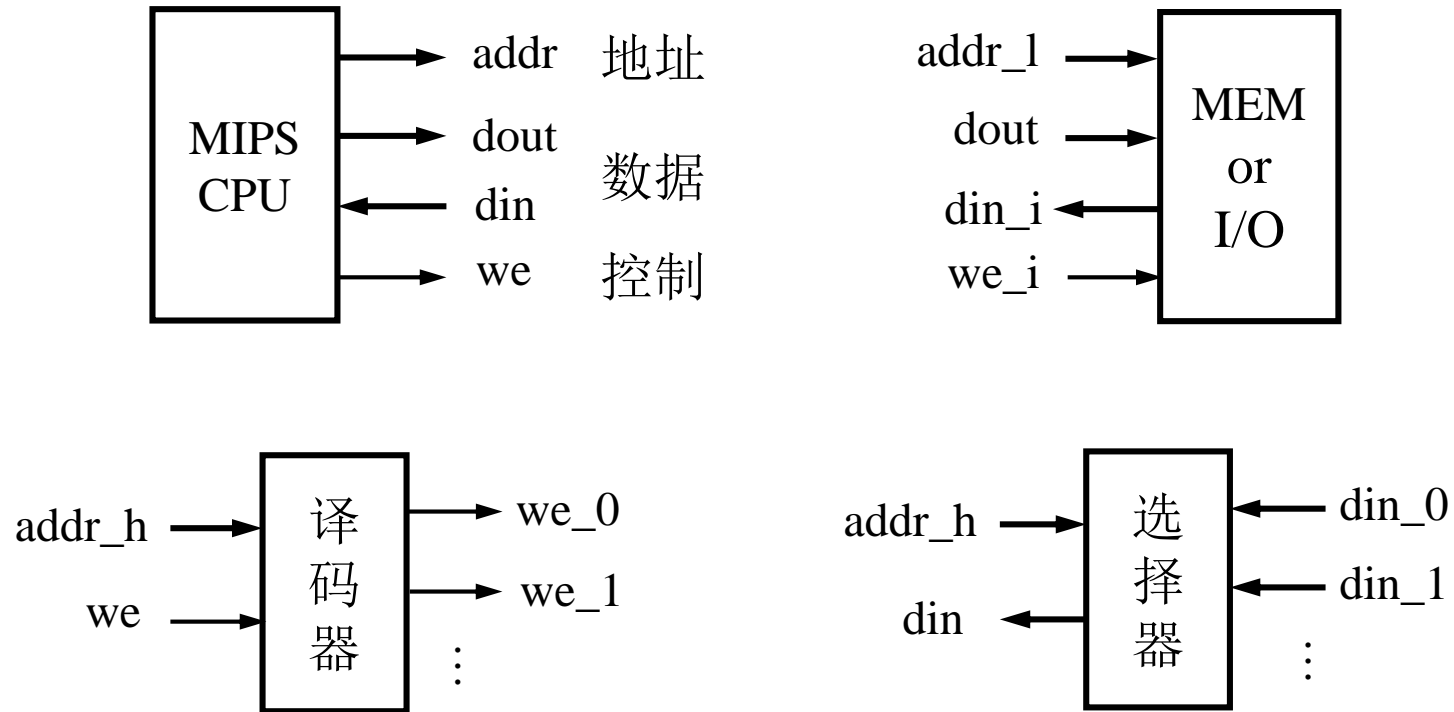 MIPS
CPU
addr 地址
dout
数据
din
we 控制
addr_l
dout
din_i
we_i
MEM
or
I/O
addr_h
we
译
码
器
we_0
we_1
⋮
addr_h
din
选
择
器
din_0
din_1
⋮